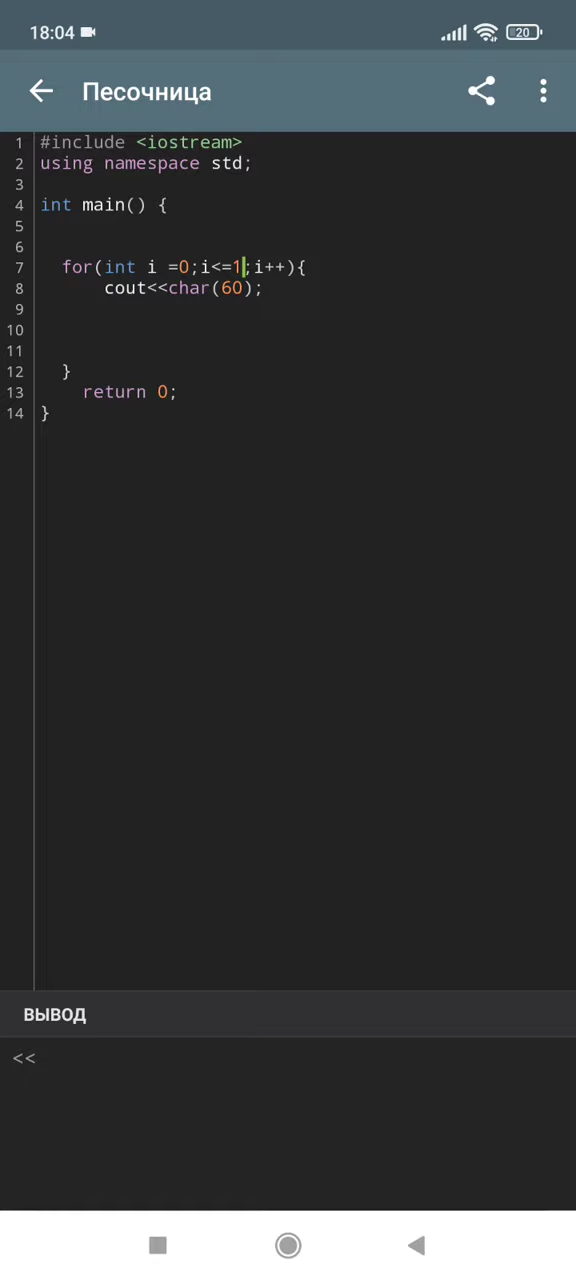 18:04 20
Песочница
1 #include <iostream>
2 using namespace std;
3
4 int main() {
5
6
7 for(int i =0;i<=1;i++){
8 cout<<char(60);
9
10
11
12 }
13 return 0;
14 }
ВЫВОД
<<